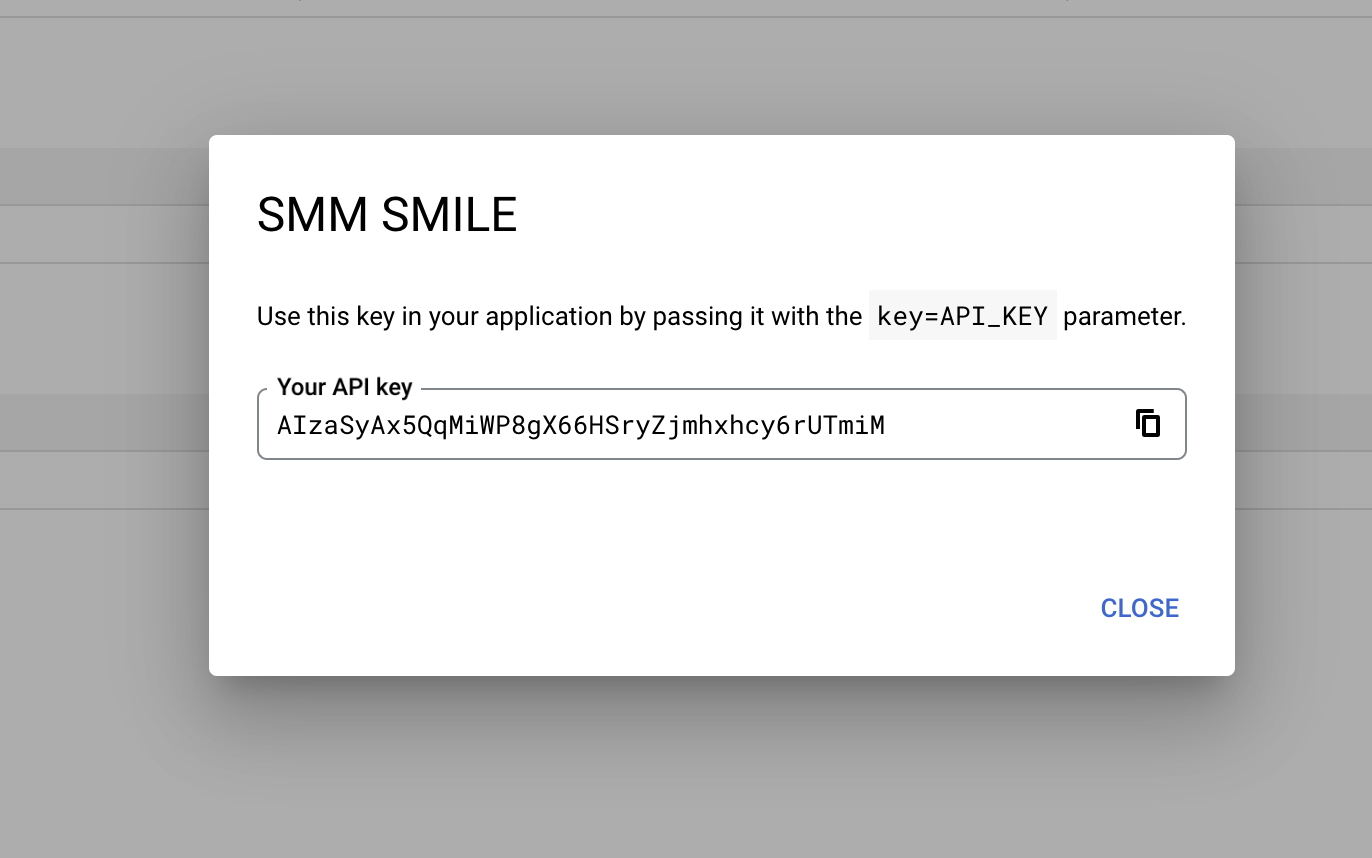 SMM SMILE
Use this key in your application by passing it with the key=API_KEY parameter.
Your API key
AIzaSyAx5QqMiWP8gX66HSryZjmhxhcy6rUTmiM
CLOSE